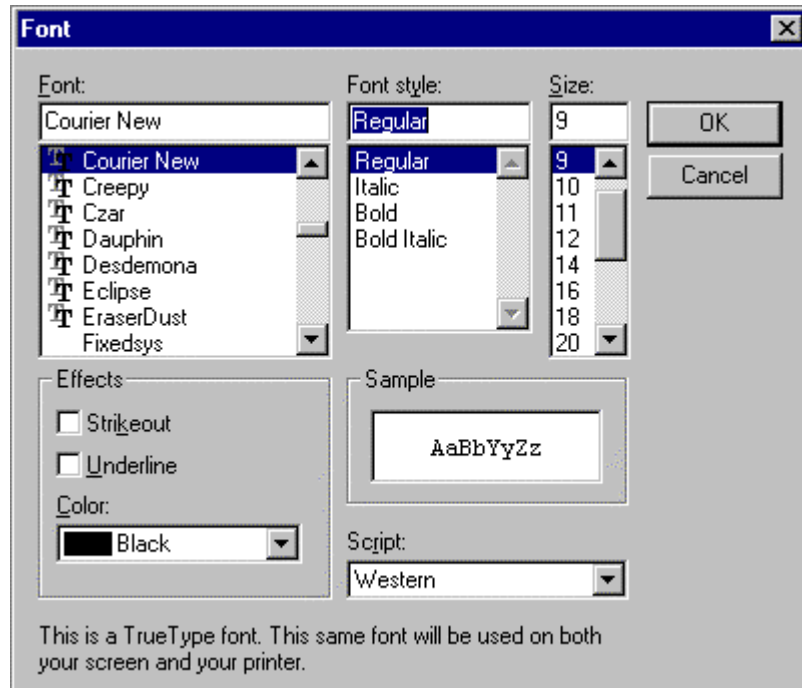 Font
Font:
Courier New
Courier New
Creepy
Czar
Dauphin
Desdemona
Eclipse
EraserDust
Fixedsys
Font style:
Regular
Regular
Italic
Bold
Bold Italic
Size:
9
9
10
11
12
14
16
18
20
OK
Cancel
Effects
Strikeout
Underline
Color:
Black
Sample
AaBbYyZz
Script:
Western
This is a TrueType font. This same font will be used on both
your screen and your printer.